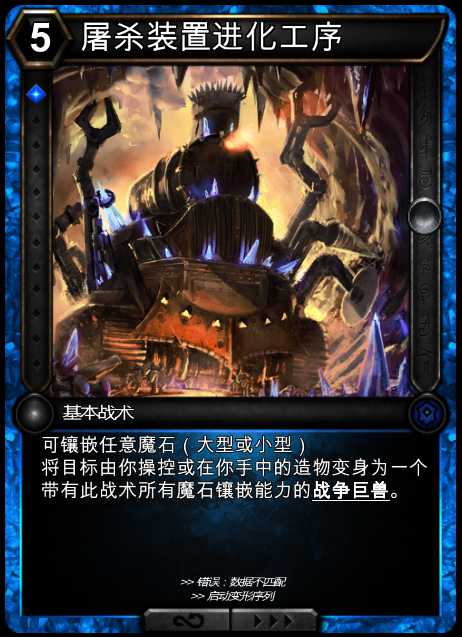 5
屠杀装置进化工序
基本战术
可镶嵌任意魔石（大型或小型）
将目标由你操控或在你手中的造物变身为一个
带有此战术所有魔石镶嵌能力的战争巨兽。
>> 错误：数据不匹配
>> 启动变形序列